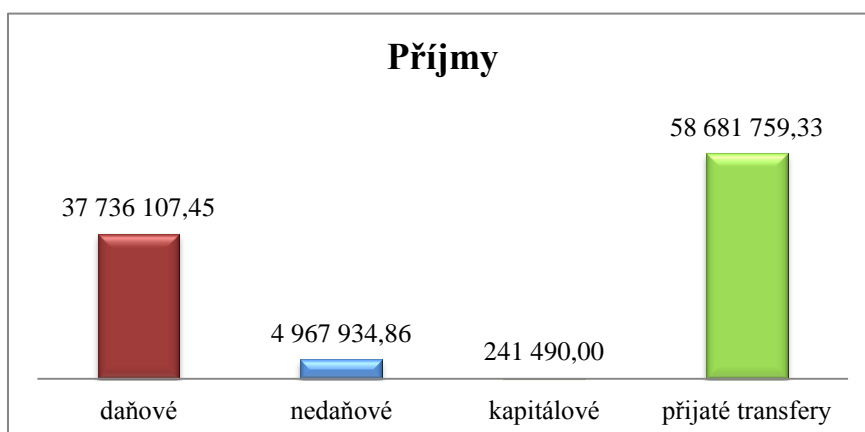 Příjmy
58 681 759,33
37 736 107,45
4 967 934,86
241 490,00
daňové
nedaňové
kapitálové
přijaté transfery